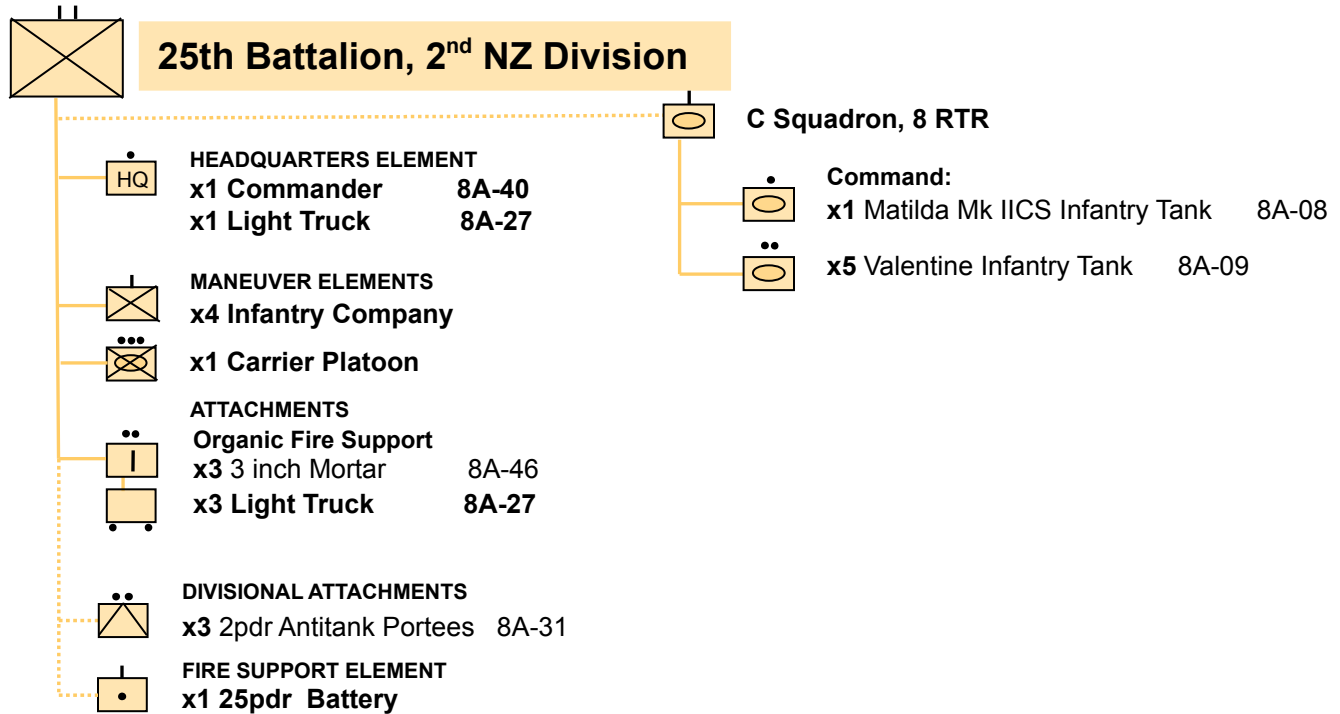 25th Battalion, 2nd NZ Division
HQ
HEADQUARTERS ELEMENT
x1 Commander 8A-40
x1 Light Truck 8A-27
MANEUVER ELEMENTS
x4 Infantry Company
x1 Carrier Platoon
ATTACHMENTS
Organic Fire Support
x3 3 inch Mortar 8A-46
x3 Light Truck 8A-27
DIVISIONAL ATTACHMENTS
x3 2pdr Antitank Portees 8A-31
FIRE SUPPORT ELEMENT
x1 25pdr Battery
C Squadron, 8 RTR
Command:
x1 Matilda Mk IICS Infantry Tank 8A-08
x5 Valentine Infantry Tank 8A-09